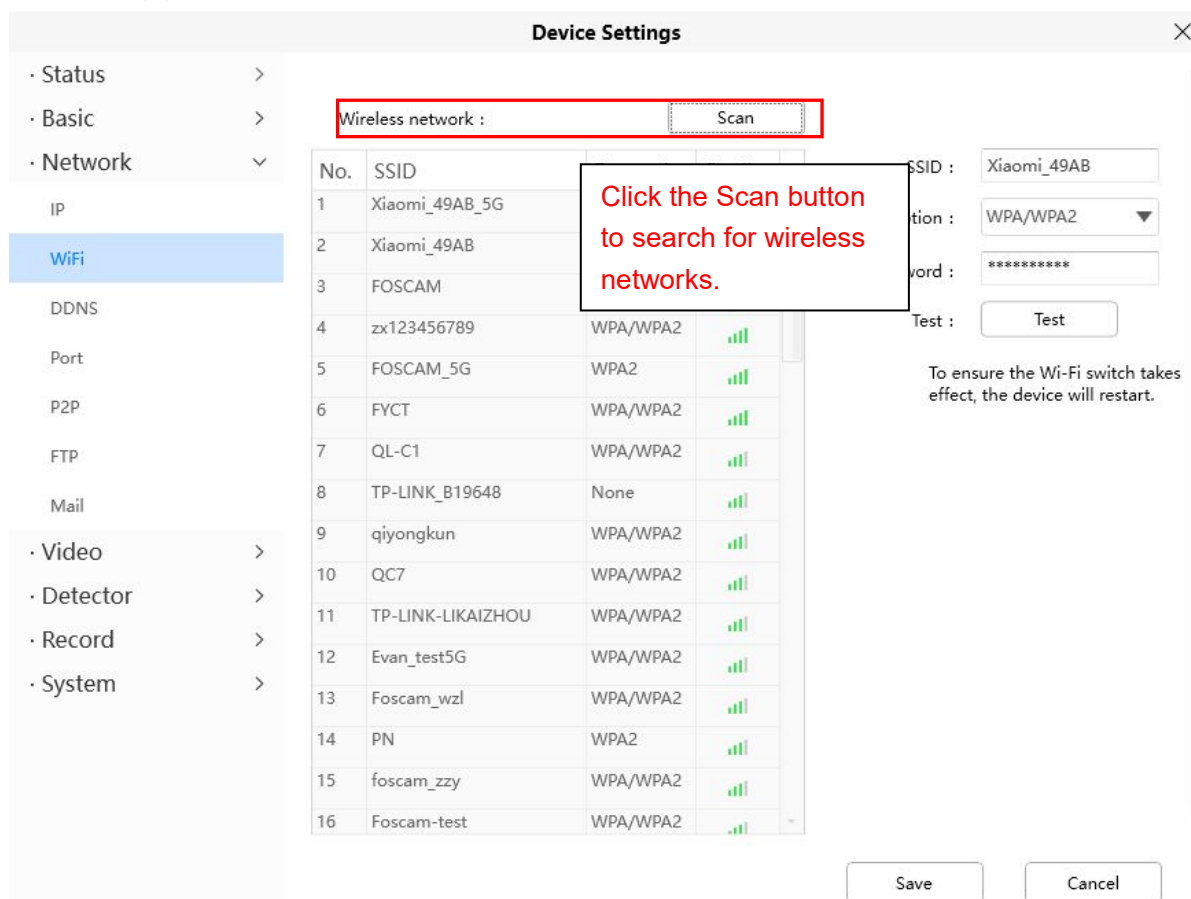 Device Settings
· Status
· Basic
· Network
IP
WiFi
DDNS
Port
P2P
FTP
Mail
· Video
· Detector
· Record
· System
Wireless network :
Scan
No. SSID
1 Xiaomi_49AB_5G
2 Xiaomi_49AB
3 FOSCAM
4 zx123456789 WPA/WPA2
5 FOSCAM_5G WPA2
6 FYCT WPA/WPA2
7 QL-C1 WPA/WPA2
8 TP-LINK_B19648 None
9 qiyongkun WPA/WPA2
10 QC7 WPA/WPA2
11 TP-LINK-LIKAIZHOU WPA/WPA2
12 Evan_test5G WPA/WPA2
13 Foscam_wzl WPA/WPA2
14 PN WPA2
15 foscam_zzy WPA/WPA2
16 Foscam-test WPA/WPA2
Click the Scan button
to search for wireless
networks.
SSID : Xiaomi_49AB
tion : WPA/WPA2
word : **********
Test : Test
To ensure the Wi-Fi switch takes
effect, the device will restart.
Save
Cancel